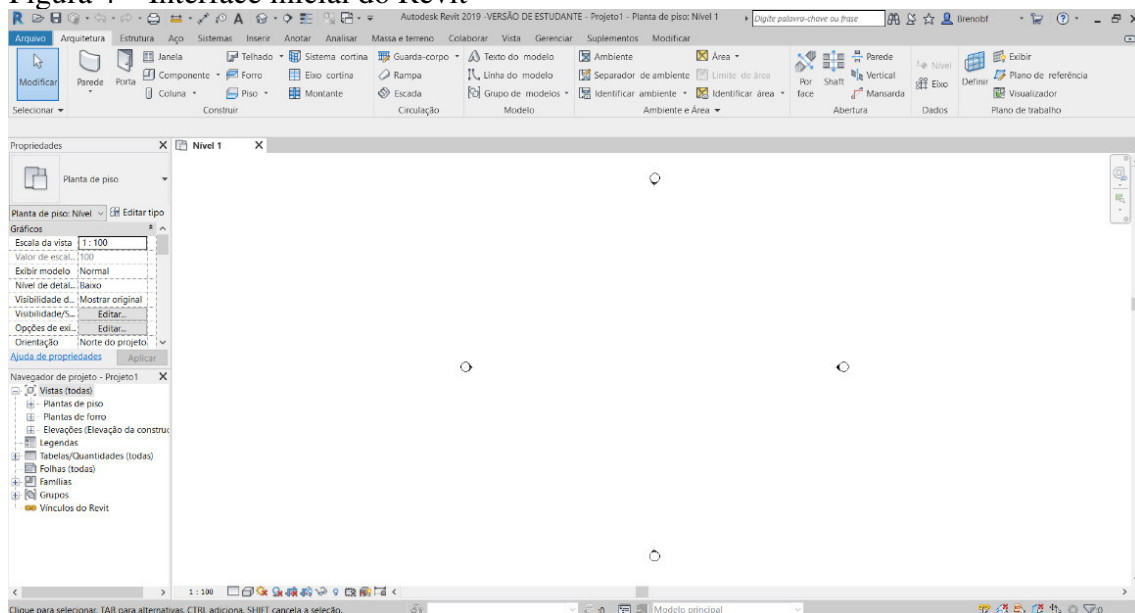 Figura 4 – Interface inicial do Revit
Autodesk Revit 2019 -VERSÃO DE ESTUDANTE - Projeto1 - Planta de piso: Nível 1
Digite palavra-chave ou frase
Brenobf
Arquivo Arquitetura Estrutura Aço Sistemas Inserir Anotar Analisar Massa e terreno Colaborar Vista Gerenciar Suplementos Modificar
Modificar
Parede
Porta
Janela
Componente
Coluna
Telhado
Forro
Piso
Sistema cortina
Eixo cortina
Montante
Guarda-corpo
Rampa
Escada
Texto do modelo
Linha do modelo
Grupo de modelos
Ambiente
Separador de ambiente
Identificar ambiente
Área
Limite de área
Identificar área
Por face
Shaft
Parede
Vertical
Mansarda
Nível
Eixo
Definir
Exibir
Plano de referência
Visualizador
Selecionar Construir Circulação Modelo Ambiente e Área Abertura Dados Plano de trabalho
Propriedades
Nível 1
Planta de piso
Planta de piso: Nível Editar tipo
Gráficos
Escala da vista 1 : 100
Valor de escal... 100
Exibir modelo Normal
Nível de detal... Baixo
Visibilidade d... Mostrar original
Visibilidade/S... Editar...
Opções de exi... Editar...
Orientação Norte do projeto
Ajuda de propriedades Aplicar
Navegador de projeto - Projeto1
Vistas (todas)
Plantas de piso
Plantas de forro
Elevações (Elevação da construç
Legendas
Tabelas/Quantidades (todas)
Folhas (todas)
Famílias
Grupos
Vínculos do Revit
1 : 100
Clique para selecionar, TAB para alternativas, CTRL adiciona, SHIFT cancela a seleção.
:0
Modelo principal
:0